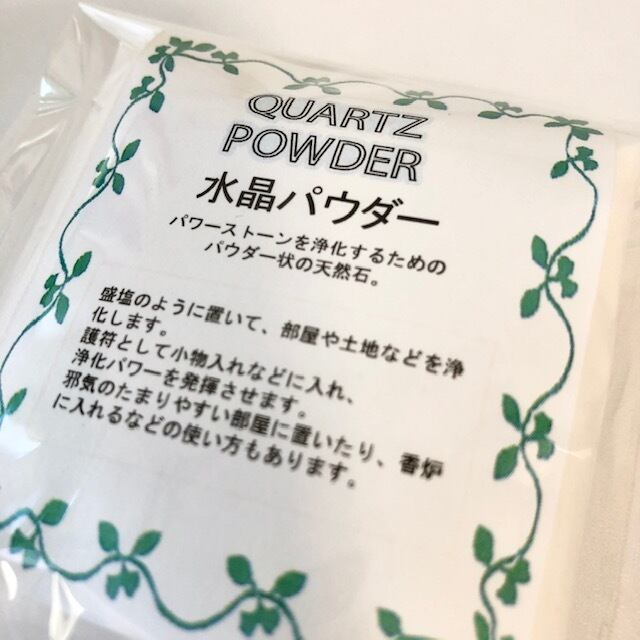 QUARTZ
POWDER
水晶パウダー
パワーストーンを浄化するための
パウダー状の天然石。
盛塩のように置いて、部屋や土地などを浄
化します。
護符として小物入れなどに入れ、
浄化パワーを発揮させます。
邪気のたまりやすい部屋に置いたり、香炉
に入れるなどの使い方もあります。